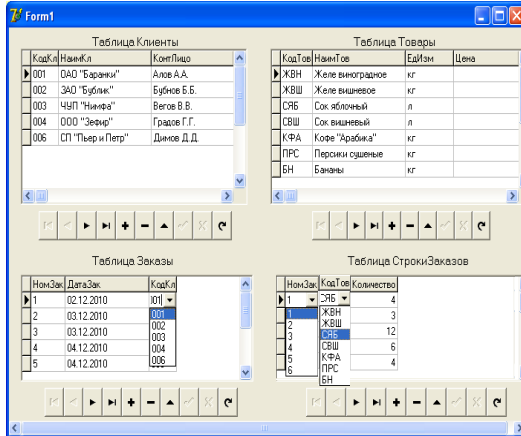 Form1
Таблица Клиенты
КодКл НаимКл КонтЛицо
001 ОАО "Баранки" Алов А.А.
002 ЗАО "Бублик" Бубнов Б.Б.
003 ЧУП "Нимфа" Вегов В.В.
004 ООО "Зефир" Градов Г.Г.
006 СП "Пьер и Петр" Димов Д.Д.
Таблица Товары
КодТов НаимТов ЕдИзм Цена
ЖВН Желе виноградное кг
ЖВШ Желе вишневое кг
СЯБ Сок яблочный л
СВШ Сок вишневый л
КФА Кофе "Арабика" кг
ПРС Персики сушеные кг
БН Бананы кг
Таблица Заказы
НомЗак ДатаЗак КодКл
1 02.12.2010 001
2 03.12.2010
3 03.12.2010
4 04.12.2010
5 04.12.2010
001
002
003
004
006
Таблица СтрокиЗаказов
НомЗак КодТов Количество
1 СЯБ 4
3
12
6
4
1
2
3
4
5
6
ЖВН
ЖВШ
СЯБ
СВШ
КФА
ПРС
БН